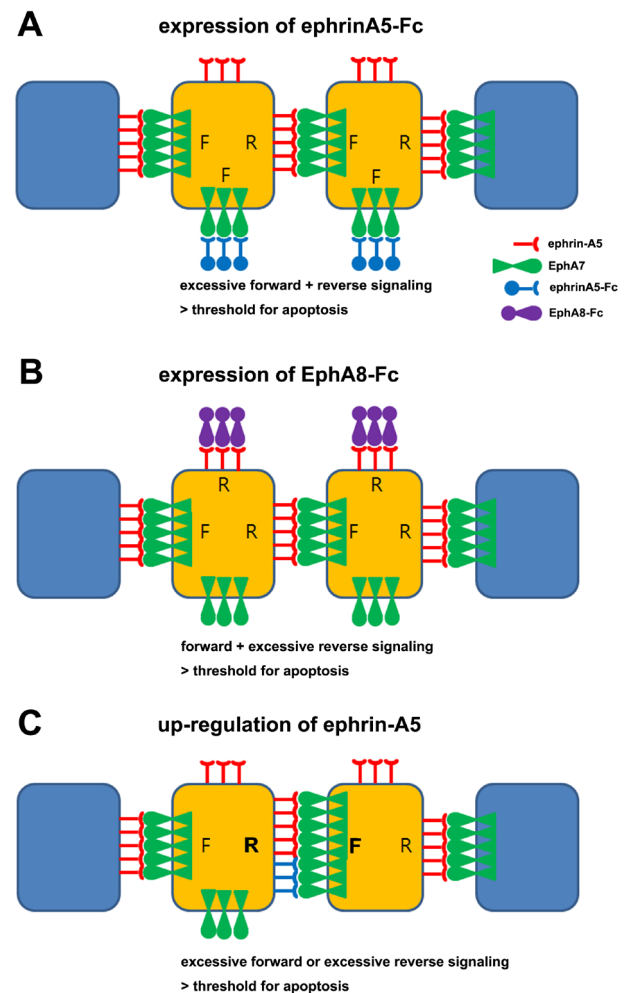 A
expression of ephrinA5-Fc
F R F R
F F
excessive forward + reverse signaling
> threshold for apoptosis
ephrin-A5
EphA7
ephrinA5-Fc
EphA8-Fc
B
expression of EphA8-Fc
R R
F R F R
forward + excessive reverse signaling
> threshold for apoptosis
C
up-regulation of ephrin-A5
F R F R
excessive forward or excessive reverse signaling
> threshold for apoptosis